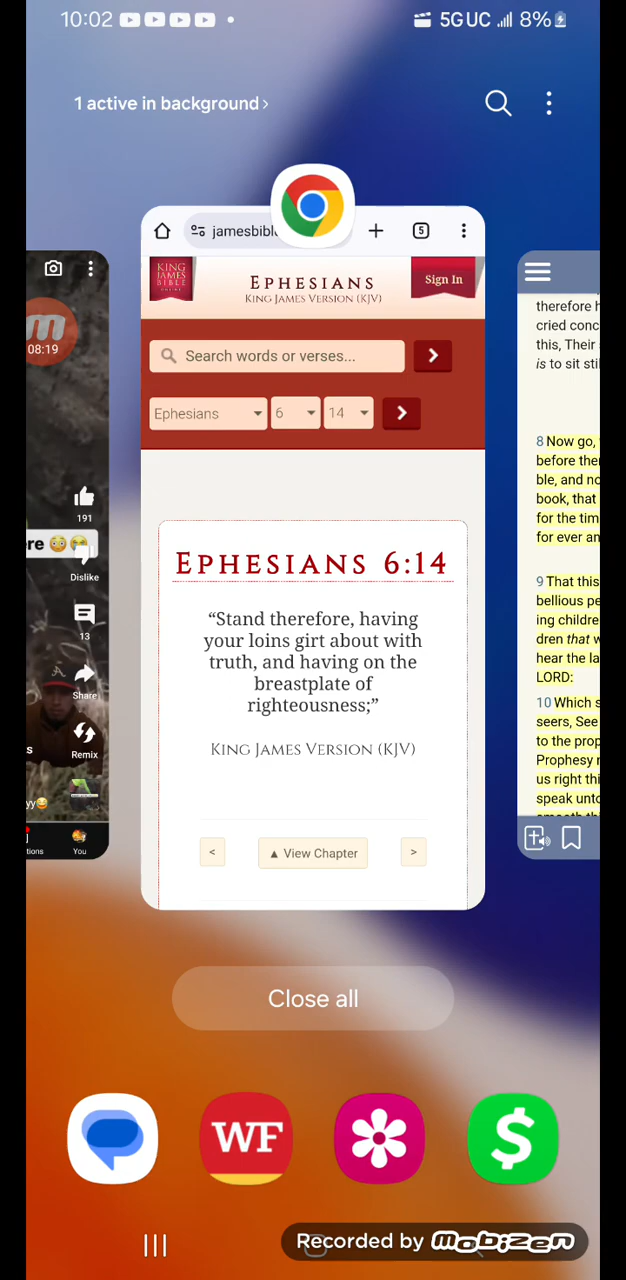 10:02
5G UC 8%
1 active in background >
jamesbibl
5
KING
JAMES
BIBLE
ONLINE
EPHESIANS
KING JAMES VERSION (KJV)
Sign In
Search words or verses...
Ephesians 6 14
EPHESIANS 6:14
“Stand therefore, having
your loins girt about with
truth, and having on the
breastplate of
righteousness;”
KING JAMES VERSION (KJV)
< ▲ View Chapter >
08:19
191
re
Dislike
13
Share
s
Remix
yy
tions
You
therefore h
cried conc
this, Their
is to sit sti
8 Now go,
before the
ble, and no
book, that
for the tim
for ever an
9 That this
bellious pe
ing childre
dren that w
hear the la
LORD:
10 Which s
seers, See
to the prop
Prophesy n
us right thi
speak unto
Close all
WF
$
Recorded by mobizen